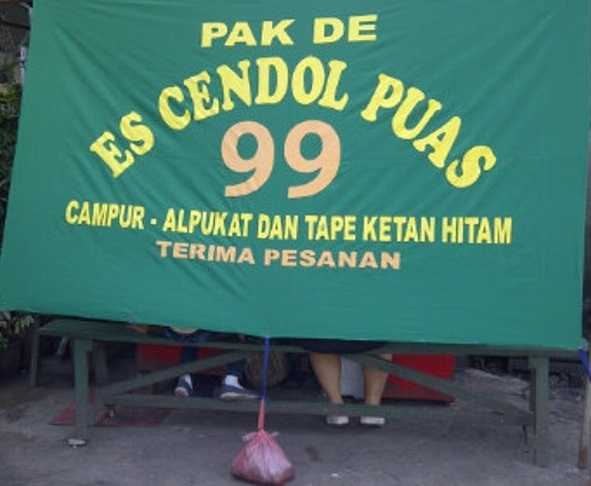 PAK DE
ES CENDOL PUAS
99
CAMPUR - ALPUKAT DAN TAPE KETAN HITAM
TERIMA PESANAN